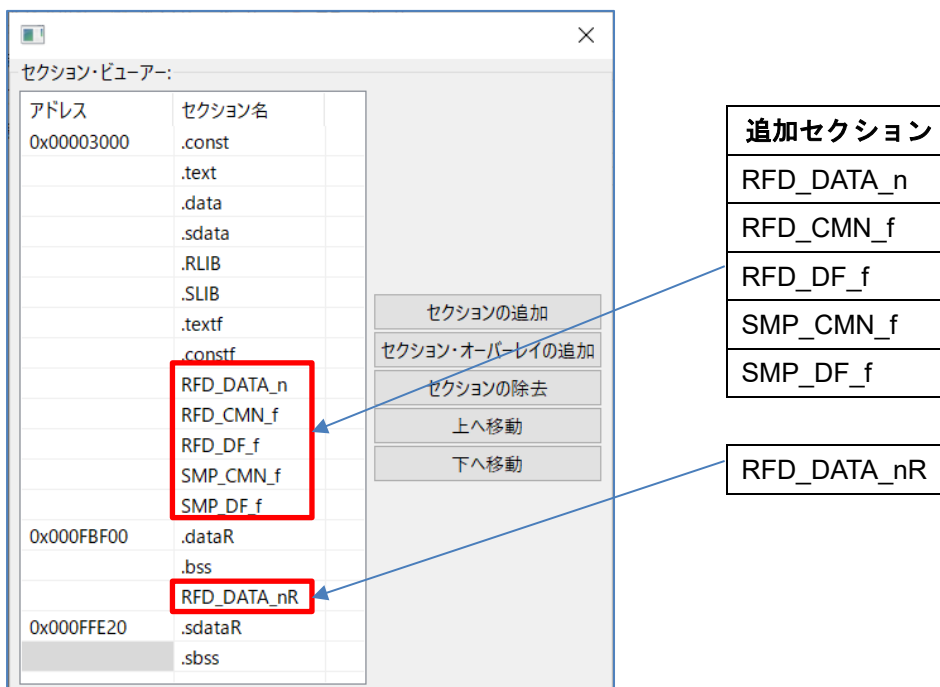 セクション・ビューアー:
アドレス セクション名
0x00003000 .const
.text
.data
.sdata
.RLIB
.SLIB
.textf
.constf
RFD_DATA_n
RFD_CMN_f
RFD_DF_f
SMP_CMN_f
SMP_DF_f
0x000FBF00 .dataR
.bss
RFD_DATA_nR
0x000FFE20 .sdataR
.sbss
セクションの追加
セクション・オーバーレイの追加
セクションの除去
上へ移動
下へ移動
追加セクション
RFD_DATA_n
RFD_CMN_f
RFD_DF_f
SMP_CMN_f
SMP_DF_f
RFD_DATA_nR